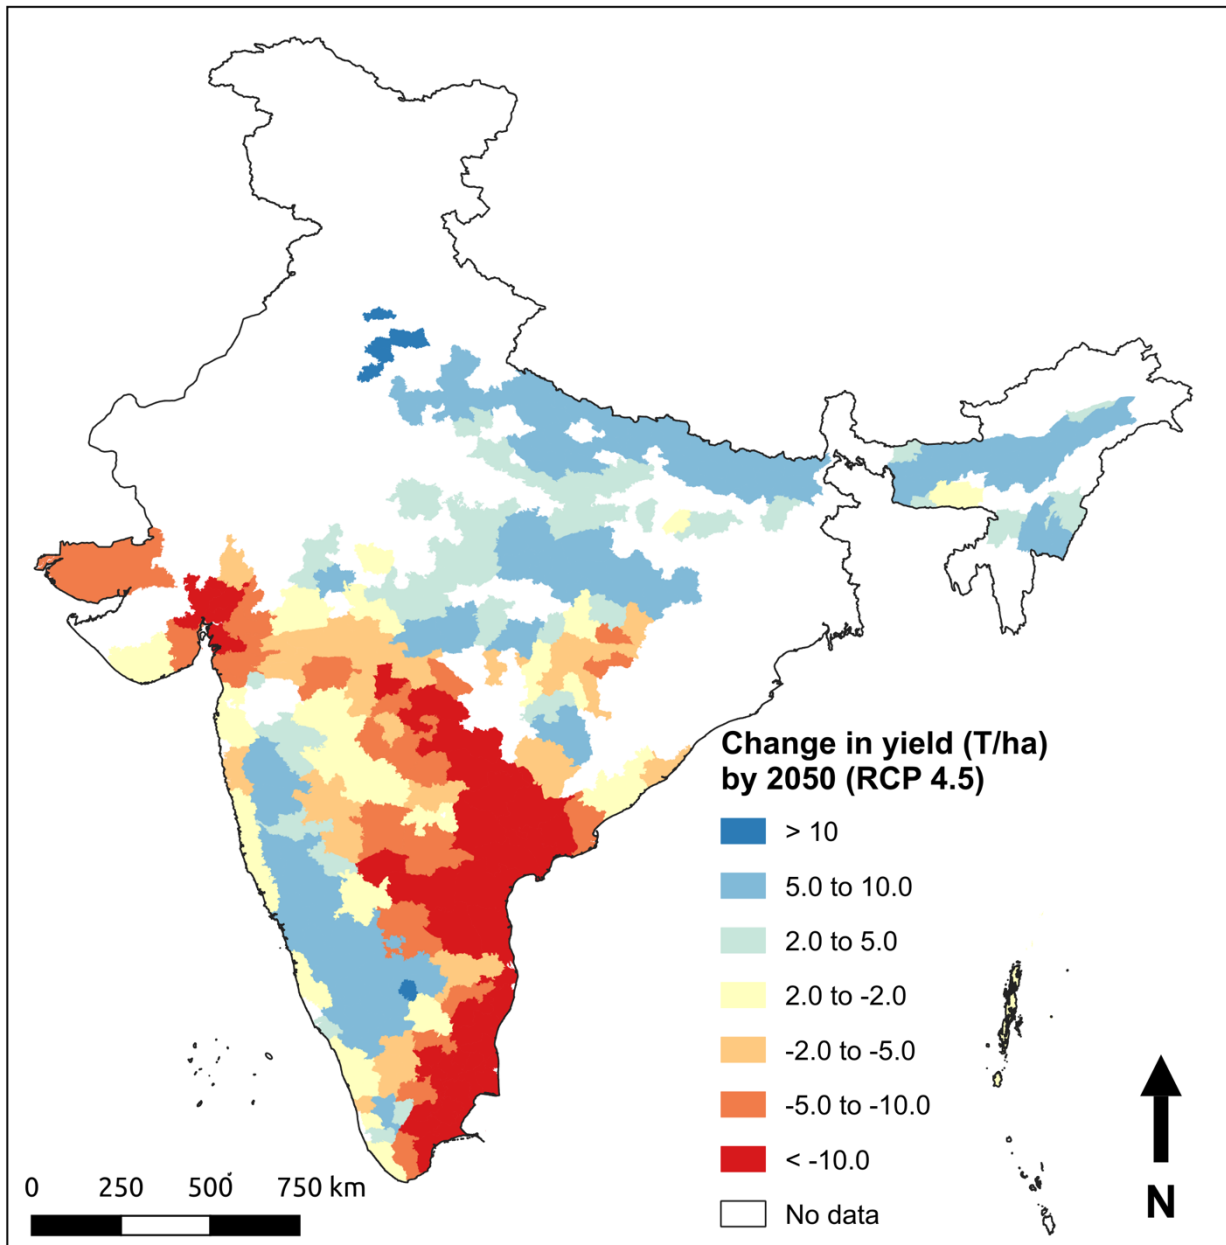 Change in yield (T/ha)
by 2050 (RCP 4.5)
> 10
5.0 to 10.0
2.0 to 5.0
2.0 to -2.0
-2.0 to -5.0
-5.0 to -10.0
< -10.0
No data
0 250 500 750 km
N